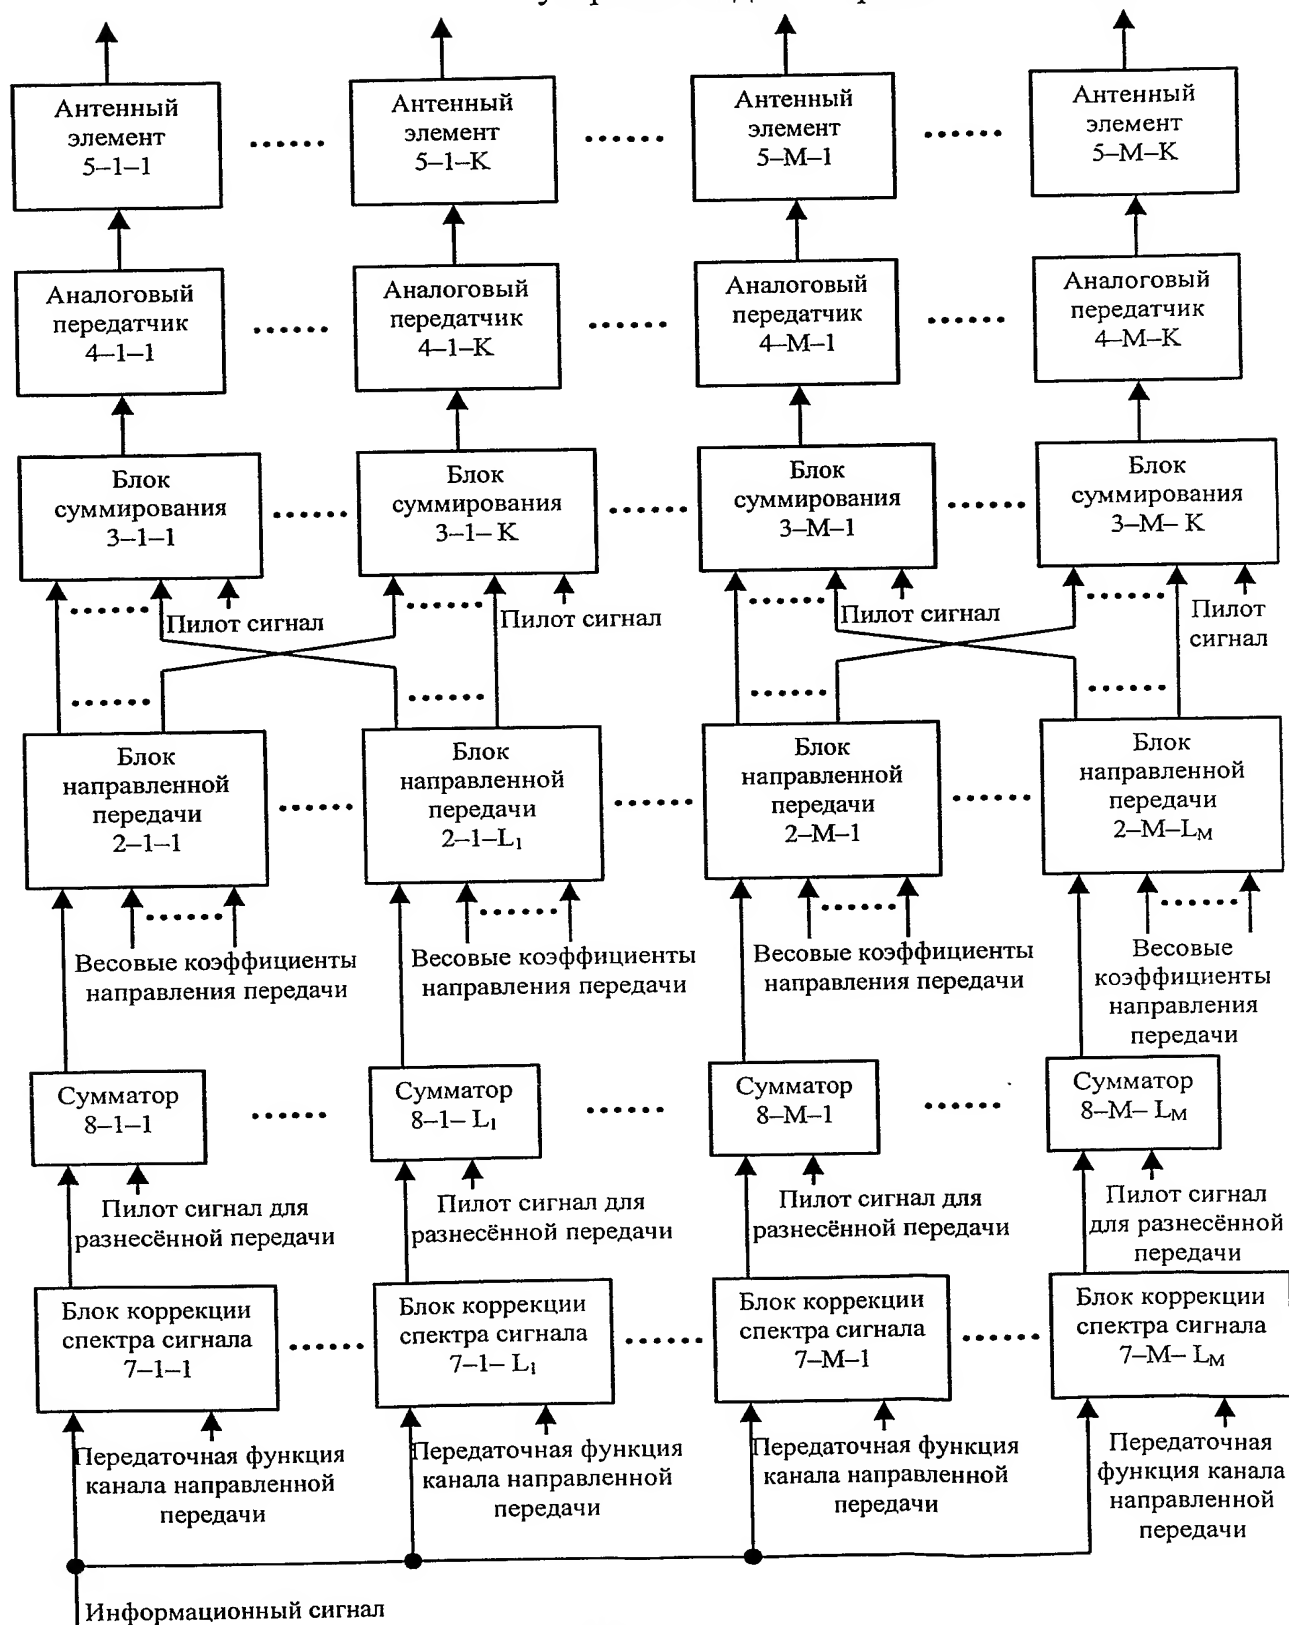 Антенный
элемент
5–1–1
Антенный
элемент
5–1–K
Антенный
элемент
5–M–1
Антенный
элемент
5–M–K
Аналоговый
передатчик
4–1–1
Аналоговый
передатчик
4–1–K
Аналоговый
передатчик
4–M–1
Аналоговый
передатчик
4–M–K
Блок
суммирования
3–1–1
Блок
суммирования
3–1– K
Блок
суммирования
3–M–1
Блок
суммирования
3–M– K
Пилот сигнал
Пилот сигнал
Пилот сигнал
Пилот
сигнал
Блок
направленной
передачи
2–1–1
Блок
направленной
передачи
2–1–L₁
Блок
направленной
передачи
2–M–1
Блок
направленной
передачи
2–M–Lм
Весовые коэффициенты
направления передачи
Весовые коэффициенты
направления передачи
Весовые коэффициенты
направления передачи
Весовые
коэффициенты
направления
передачи
Сумматор
8–1–1
Сумматор
8–1– L₁
Сумматор
8–M–1
Сумматор
8–M– Lм
Пилот сигнал для
разнесённой передачи
Пилот сигнал для
разнесённой передачи
Пилот сигнал для
разнесённой передачи
Пилот сигнал
для разнесённой
передачи
Блок коррекции
спектра сигнала
7–1–1
Блок коррекции
спектра сигнала
7–1– L₁
Блок коррекции
спектра сигнала
7–M–1
Блок коррекции
спектра сигнала
7–M– Lм
Передаточная функция
канала направленной
передачи
Передаточная функция
канала направленной
передачи
Передаточная функция
канала направленной
передачи
Передаточная
функция канала
направленной
передачи
Информационный сигнал